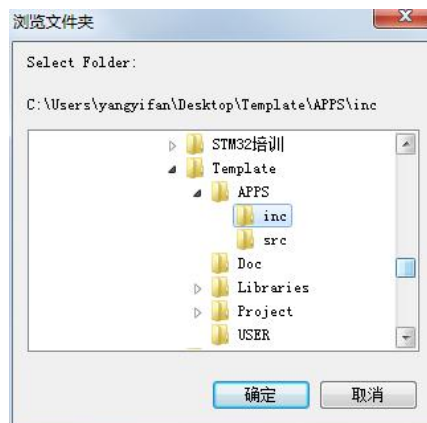 浏览文件夹
Select Folder:
C:\Users\yangyifan\Desktop\Template\APPS\inc
STM32培训
Template
APPS
inc
src
Doc
Libraries
Project
USER
确定
取消